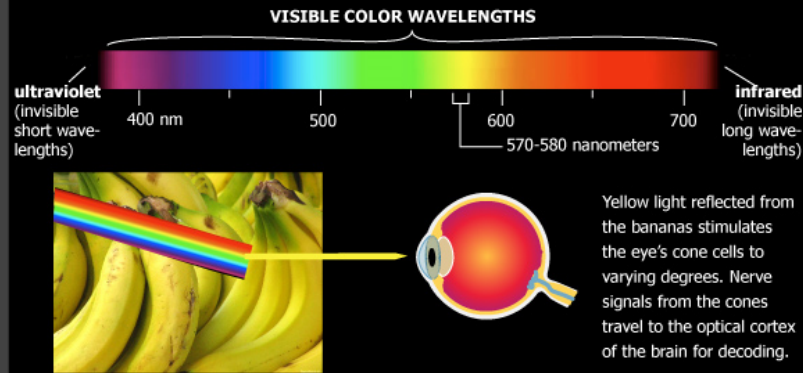 VISIBLE COLOR WAVELENGTHS
ultraviolet
(invisible
short wave-
lengths)
400 nm
500
600
700
infrared
(invisible
long wave-
lengths)
570-580 nanometers
Yellow light reflected from
the bananas stimulates
the eye's cone cells to
varying degrees. Nerve
signals from the cones
travel to the optical cortex
of the brain for decoding.